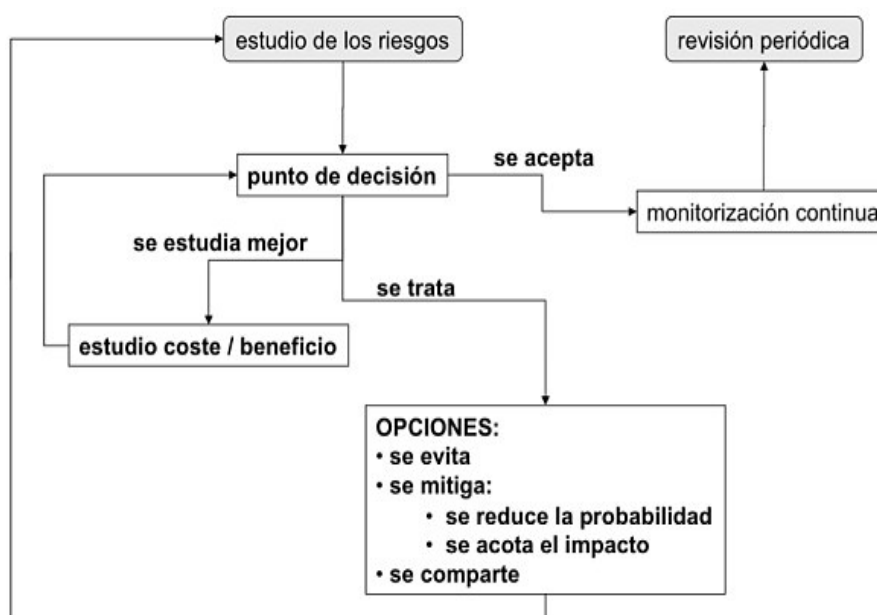 estudio de los riesgos
revisión periódica
se acepta
punto de decisión
monitorización continua
se estudia mejor
se trata
estudio coste / beneficio
OPCIONES:
• se evita
• se mitiga:
• se reduce la probabilidad
• se acota el impacto
• se comparte